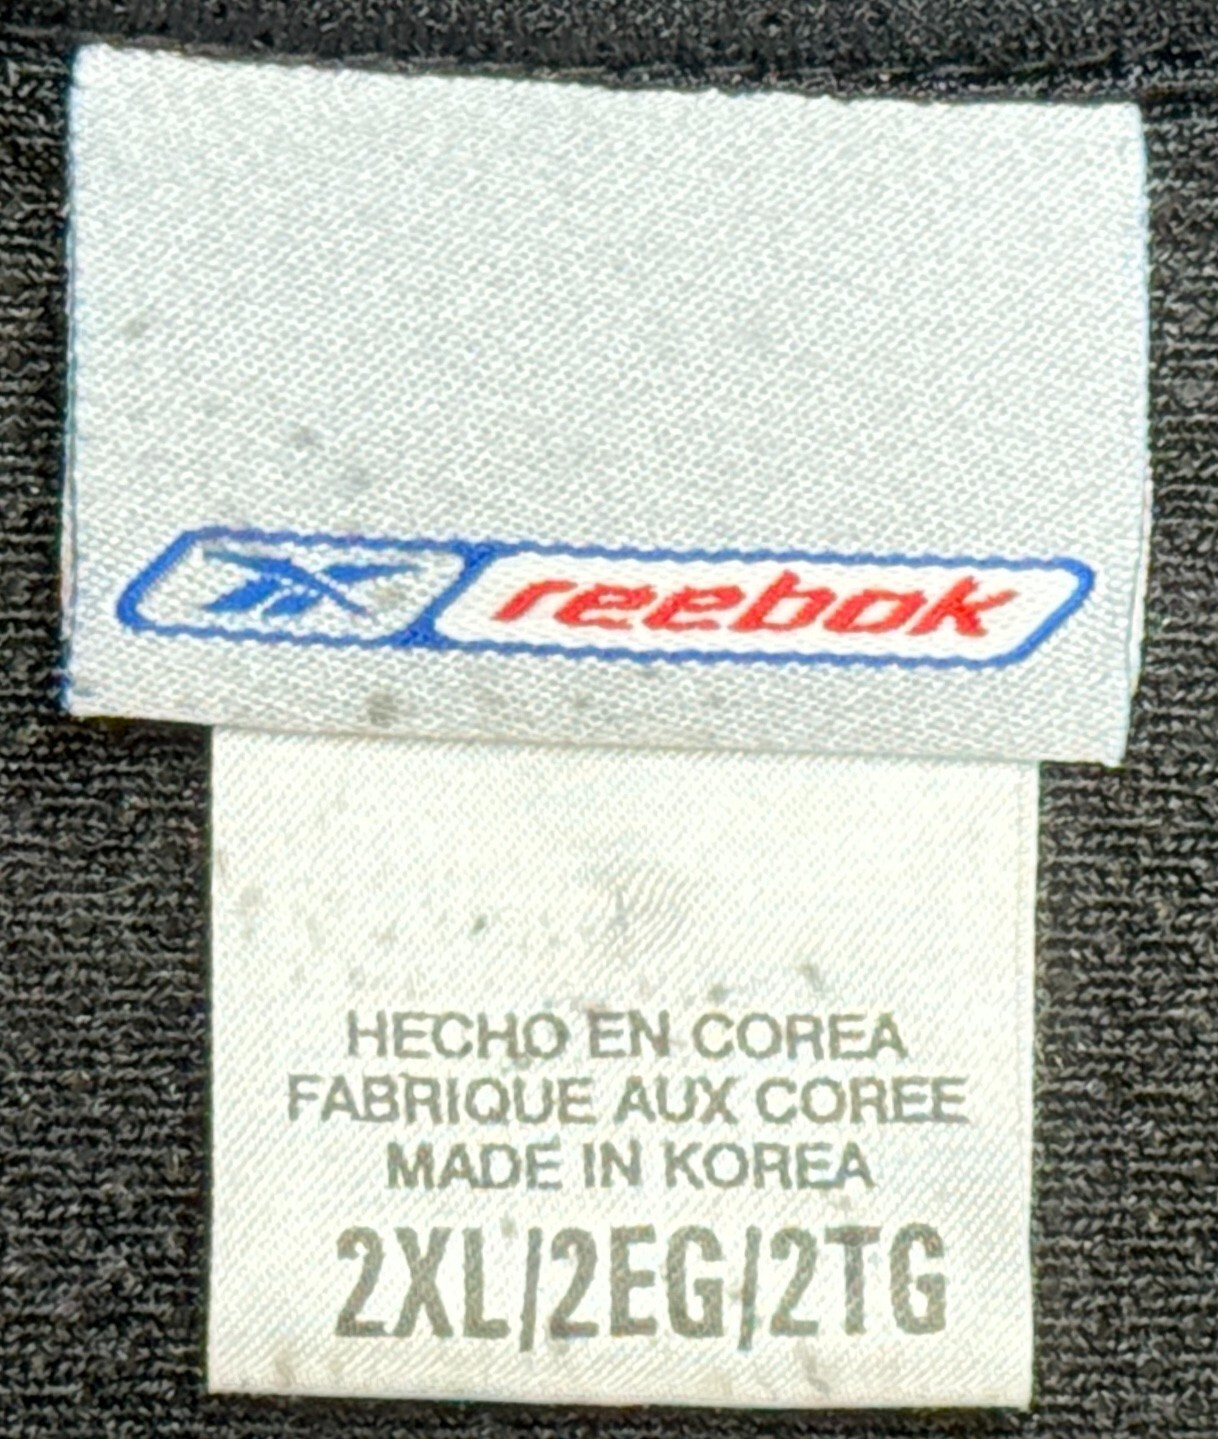 reebok
HECHO EN COREA
FABRIQUE AUX COREE
MADE IN KOREA
2XL/2EG/2TG